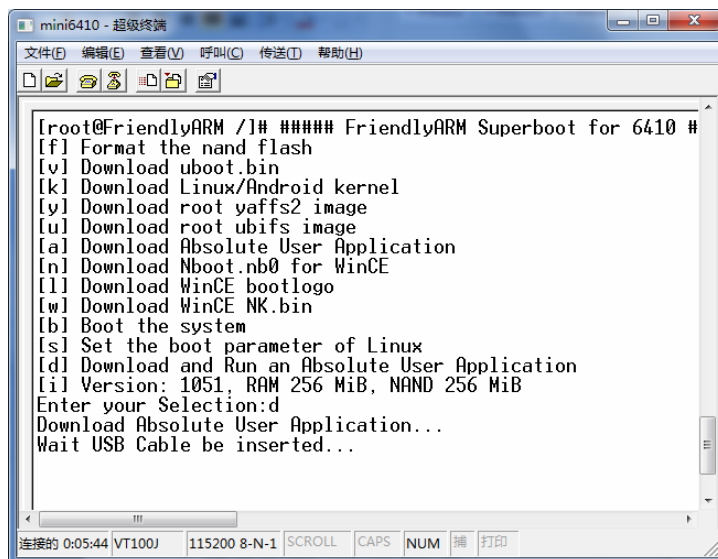 mini6410 - 超级终端
文件(F) 编辑(E) 查看(V) 呼叫(C) 传送(T) 帮助(H)
[root@FriendlyARM /]# ##### FriendlyARM Superboot for 6410 #
[f] Format the nand flash
[v] Download uboot.bin
[k] Download Linux/Android kernel
[y] Download root yaffs2 image
[u] Download root ubifs image
[a] Download Absolute User Application
[n] Download Nboot.nb0 for WinCE
[l] Download WinCE bootlogo
[w] Download WinCE NK.bin
[b] Boot the system
[s] Set the boot parameter of Linux
[d] Download and Run an Absolute User Application
[i] Version: 1051, RAM 256 MiB, NAND 256 MiB
Enter your Selection:d
Download Absolute User Application...
Wait USB Cable be inserted...
连接的 0:05:44 VT100J 115200 8-N-1 SCROLL CAPS NUM 捕 打印